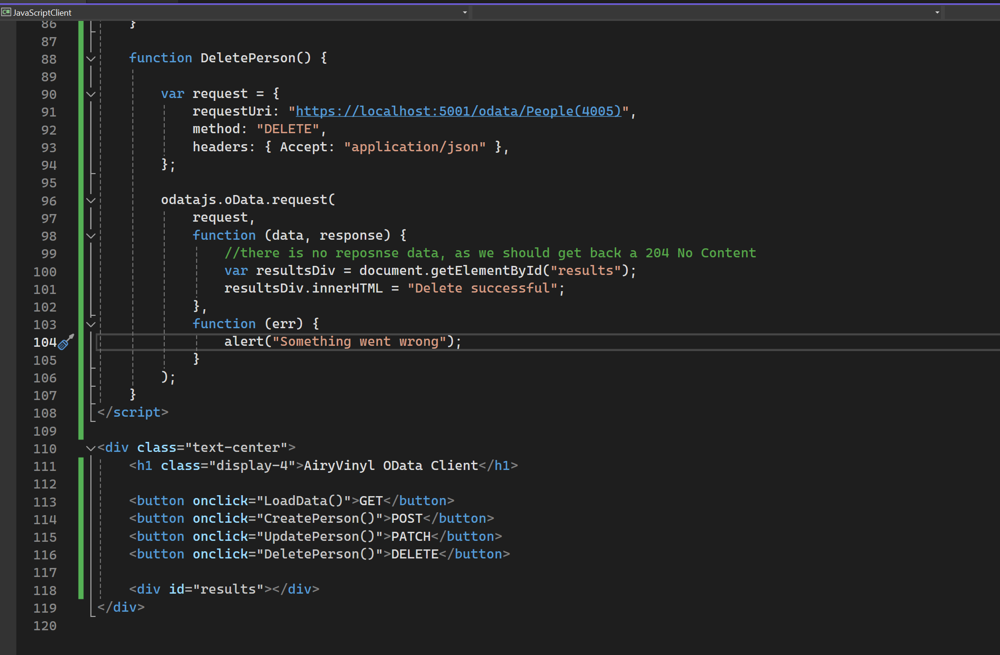 C# JavaScriptClient
86 }
87
88 function DeletePerson() {
89
90 var request = {
91 requestUri: "https://localhost:5001/odata/People(4005)",
92 method: "DELETE",
93 headers: { Accept: "application/json" },
94 };
95
96 odatajs.oData.request(
97 request,
98 function (data, response) {
99 //there is no reposnse data, as we should get back a 204 No Content
100 var resultsDiv = document.getElementById("results");
101 resultsDiv.innerHTML = "Delete successful";
102 },
103 function (err) {
104 alert("Something went wrong");
105 }
106 );
107 }
108 </script>
109
110 <div class="text-center">
111 <h1 class="display-4">AiryVinyl OData Client</h1>
112
113 <button onclick="LoadData()">GET</button>
114 <button onclick="CreatePerson()">POST</button>
115 <button onclick="UpdatePerson()">PATCH</button>
116 <button onclick="DeletePerson()">DELETE</button>
117
118 <div id="results"></div>
119 </div>
120